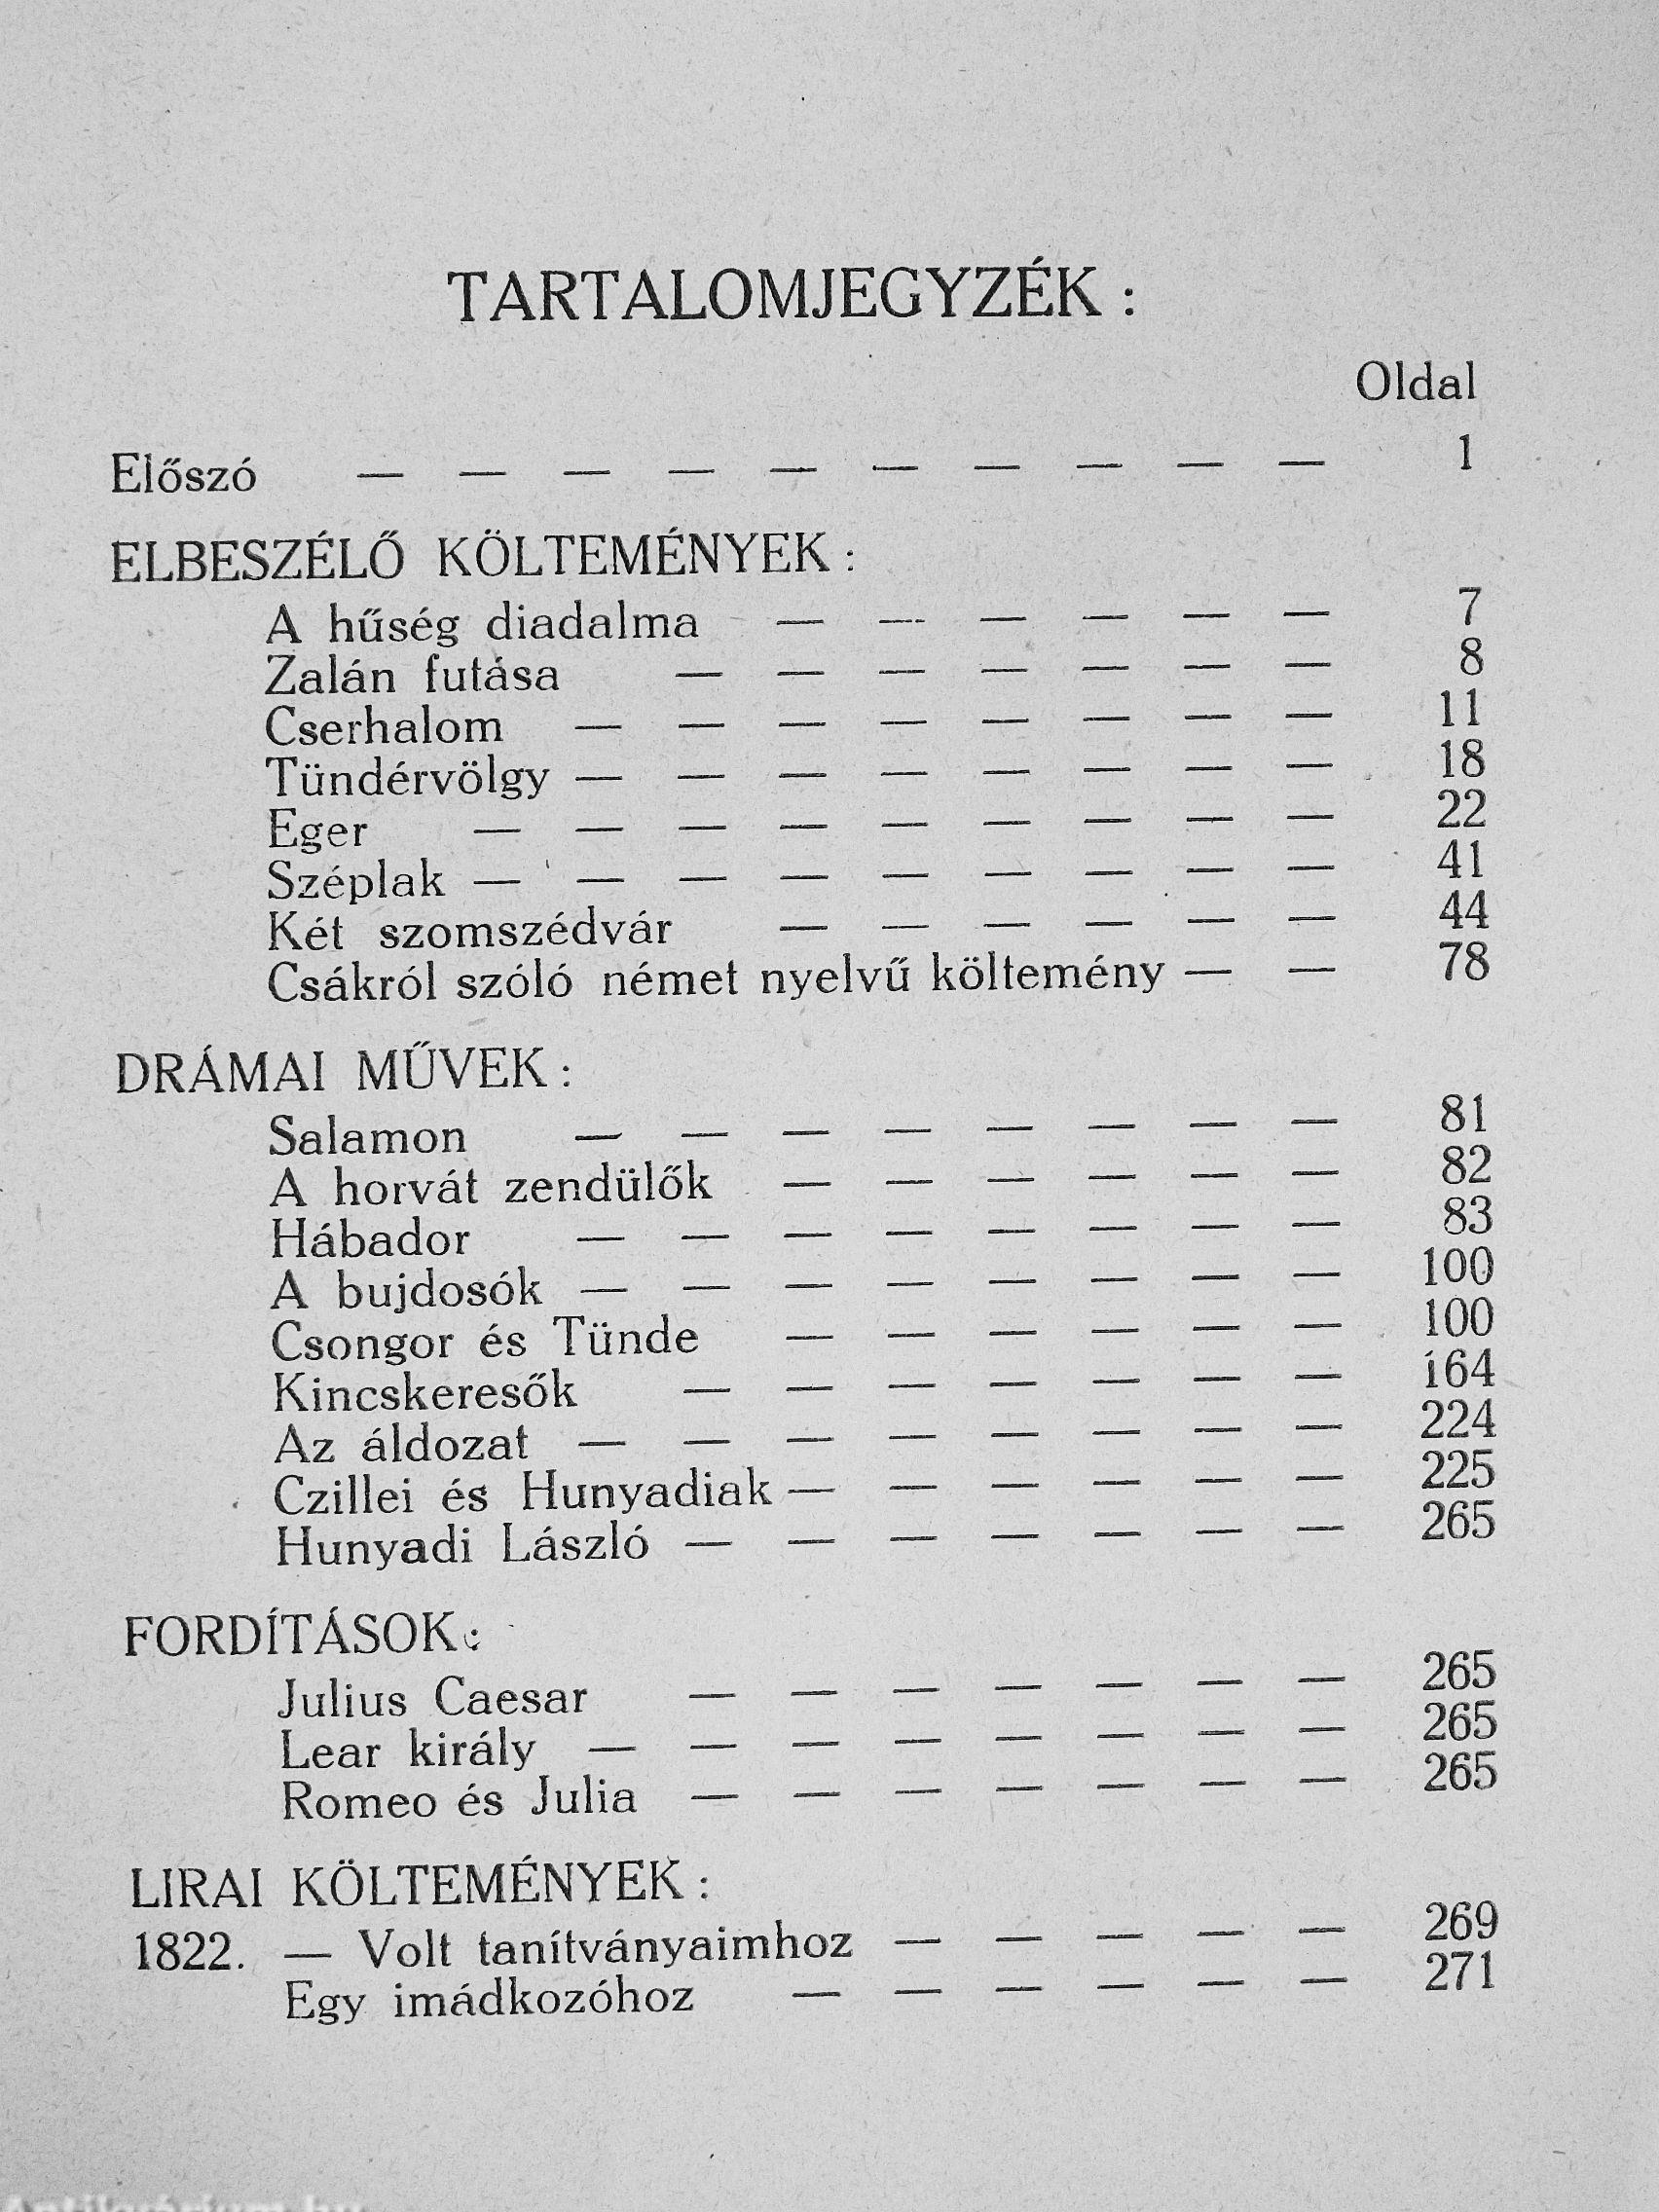 TARTALOMJEGYZÉK :
Oldal
Előszó — — — — — — — — — — 1
ELBESZÉLŐ KÖLTEMÉNYEK :
A hűség diadalma — — — — — — 7
Zalán futása — — — — — — — 8
Cserhalom — — — — — — — — 11
Tündérvölgy — — — — — — — — 18
Eger — — — — — — — — — 22
Széplak — — — — — — — — — 41
Két szomszédvár — — — — — — 44
Csákról szóló német nyelvű költemény — — 78
DRÁMAI MŰVEK :
Salamon — — — — — — — — 81
A horvát zendülők — — — — — — 82
Hábador — — — — — — — — 83
A bujdosók — — — — — — — — 100
Csongor és Tünde — — — — — — 100
Kincskeresők — — — — — — — 164
Az áldozat — — — — — — — — 224
Czillei és Hunyadiak — — — — — — 225
Hunyadi László — — — — — — — 265
FORDÍTÁSOK :
Julius Caesar — — — — — — — 265
Lear király — — — — — — — — 265
Romeo és Julia — — — — — — — 265
LIRAI KÖLTEMÉNYEK :
1822. — Volt tanítványaimhoz — — — — — 269
Egy imádkozóhoz — — — — — — 271
Antikvárium.hu